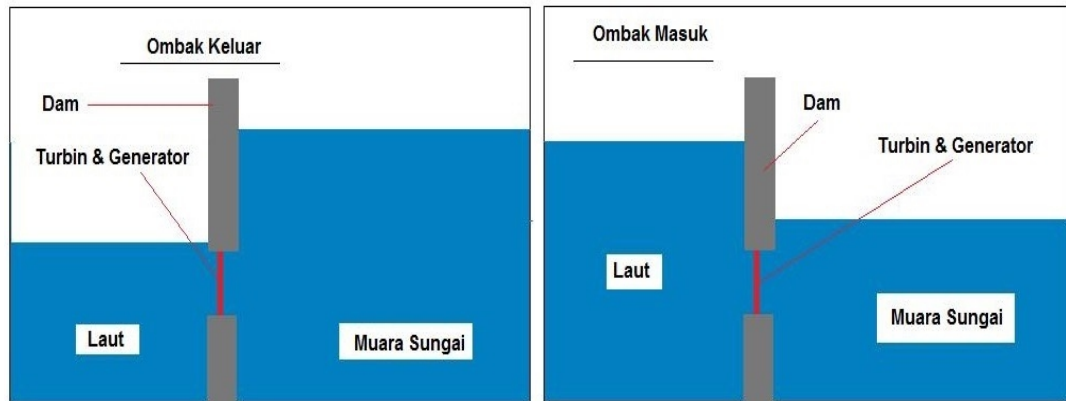 Ombak Keluar
Dam
Turbin & Generator
Laut
Muara Sungai
Ombak Masuk
Dam
Turbin & Generator
Laut
Muara Sungai